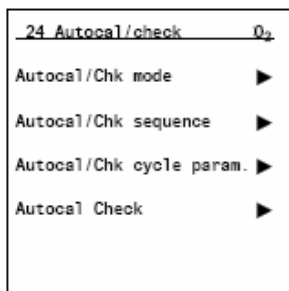 24 Autocal/check O₂
Autocal/Chk mode ▶
Autocal/Chk sequence ▶
Autocal/Chk cycle param. ▶
Autocal Check ▶